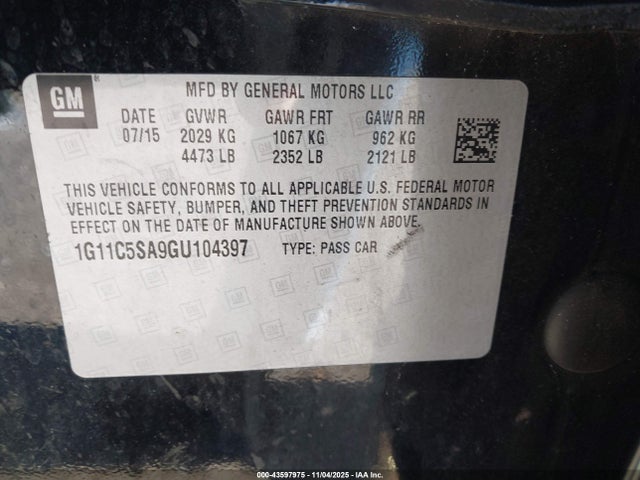 GM
MFD BY GENERAL MOTORS LLC
DATE GVWR GAWR FRT GAWR RR
07/15 2029 KG 1067 KG 962 KG
4473 LB 2352 LB 2121 LB
THIS VEHICLE CONFORMS TO ALL APPLICABLE U.S. FEDERAL MOTOR
VEHICLE SAFETY, BUMPER, AND THEFT PREVENTION STANDARDS IN
EFFECT ON THE DATE OF MANUFACTURE SHOWN ABOVE.
1G11C5SA9GU104397 TYPE: PASS CAR
000-43597975 - 11/04/2025 - IAA Inc.